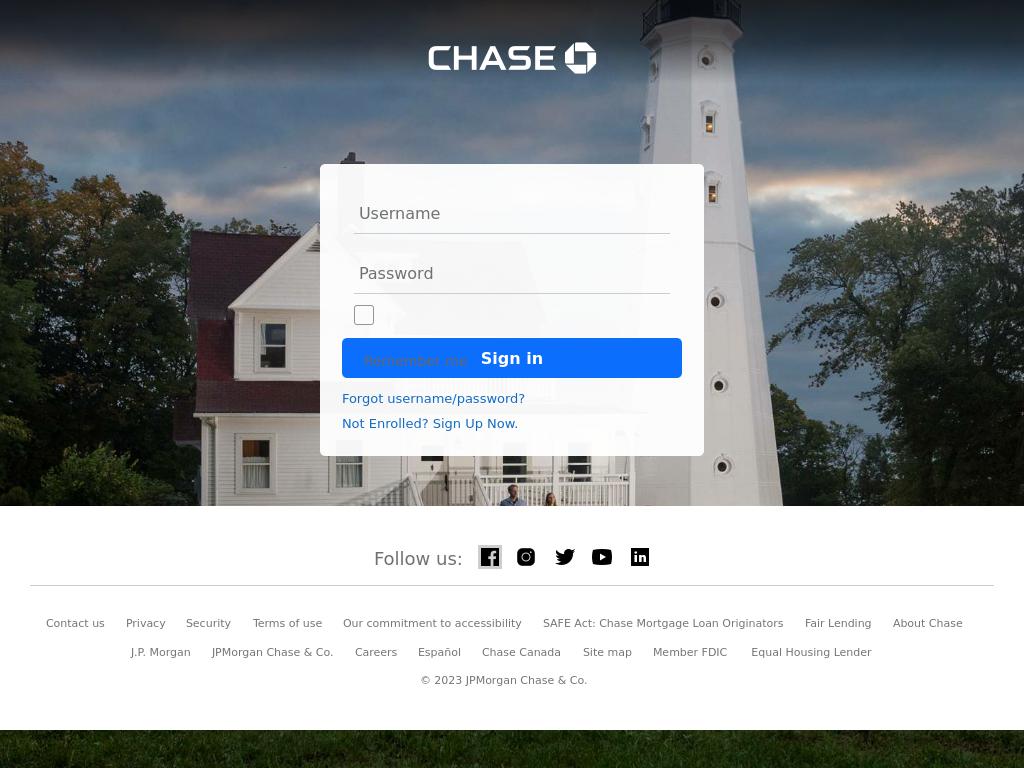 CHASE
Username
Password
Remember me
Sign in
Forgot username/password?
Not Enrolled? Sign Up Now.
Follow us:
Contact us Privacy Security Terms of use Our commitment to accessibility SAFE Act: Chase Mortgage Loan Originators Fair Lending About Chase
J.P. Morgan JPMorgan Chase & Co. Careers Español Chase Canada Site map Member FDIC Equal Housing Lender
© 2023 JPMorgan Chase & Co.